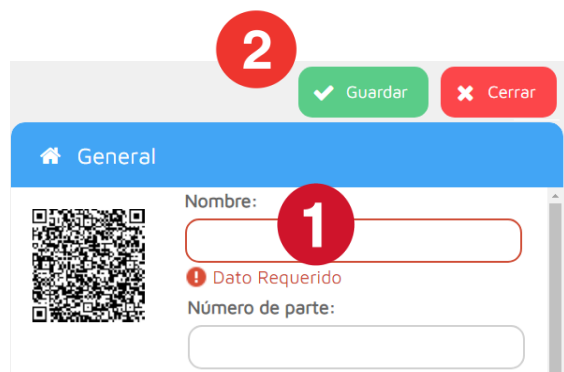 2
Guardar
Cerrar
General
Nombre:
1
Dato Requerido
Número de parte: